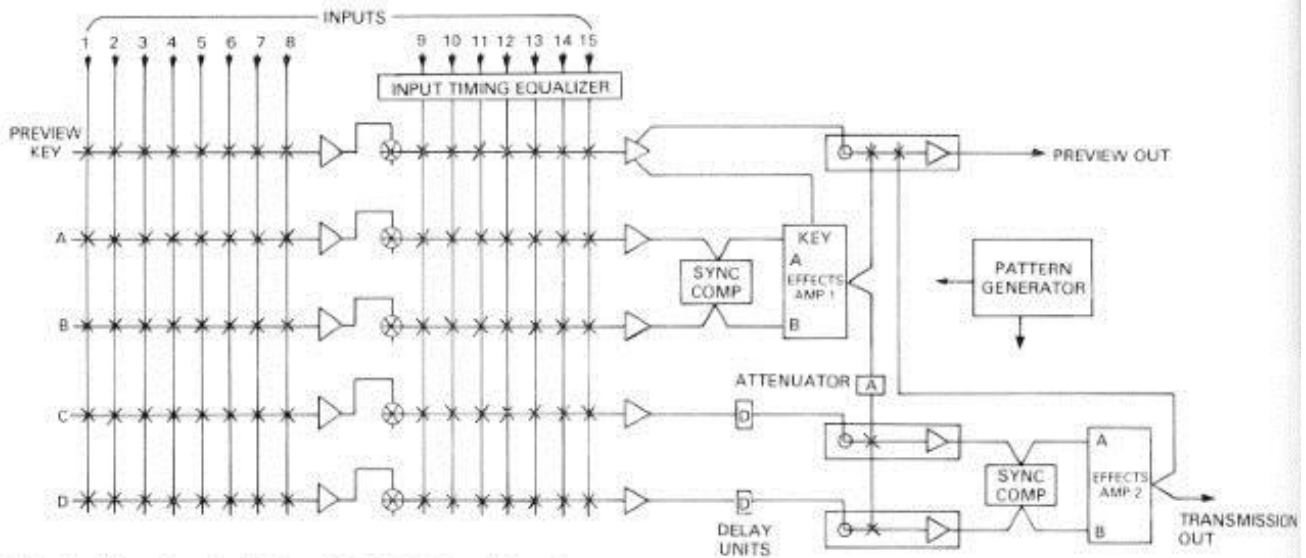 INPUTS
1 2 3 4 5 6 7 8 9 10 11 12 13 14 15
INPUT TIMING EQUALIZER
PREVIEW
KEY
PREVIEW OUT
A
KEY
A
SYNC
COMP
EFFECTS
AMP. 1
PATTERN
GENERATOR
B
B
ATTENUATOR A
C
D
A
SYNC
COMP
EFFECTS
AMP. 2
D
D
B
DELAY
UNITS
TRANSMISSION
OUT